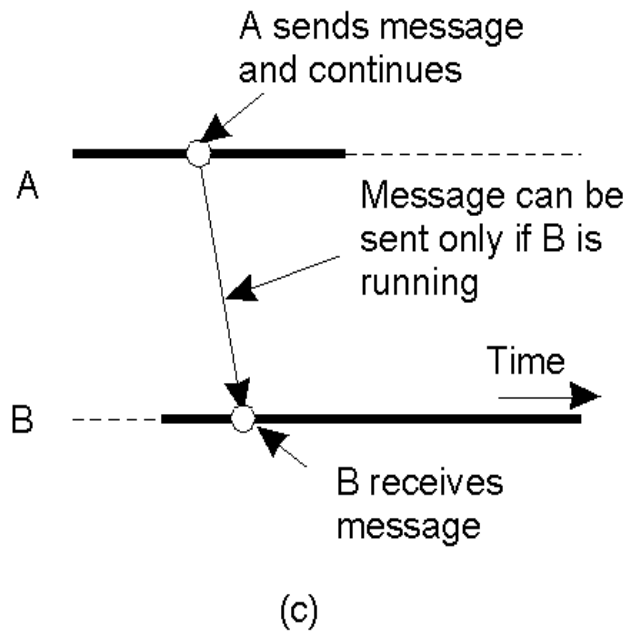 A sends message
and continues
A
Message can be
sent only if B is
running
Time
B
B receives
message
(c)